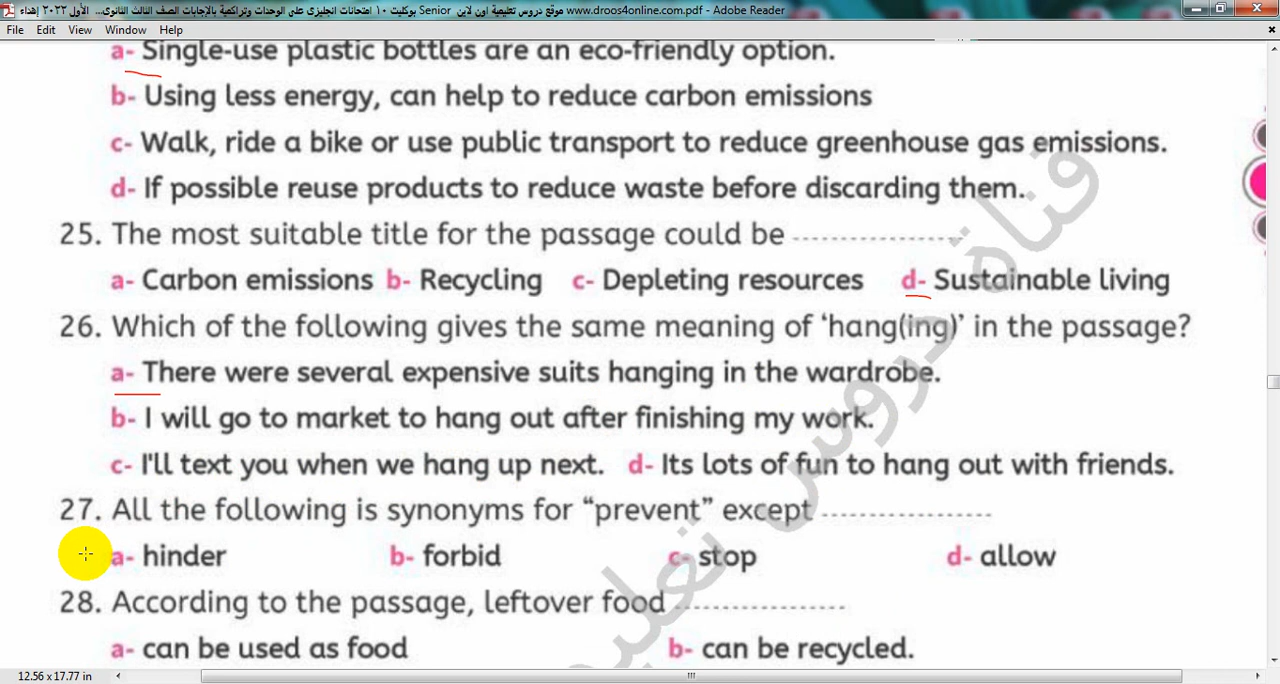 بوكليت ١٠ امتحانات انجليزى على الوحدات وتراكمية بالإجابات الصف الثالث الثانوى... الأول ٢٠٢٢ إهداء Senior موقع دروس تعليمية اون لاين www.droos4online.com.pdf - Adobe Reader
File Edit View Window Help
a- Single-use plastic bottles are an eco-friendly option.
b- Using less energy, can help to reduce carbon emissions
c- Walk, ride a bike or use public transport to reduce greenhouse gas emissions.
d- If possible reuse products to reduce waste before discarding them.
25. The most suitable title for the passage could be
a- Carbon emissions b- Recycling c- Depleting resources d- Sustainable living
26. Which of the following gives the same meaning of ‘hang(ing)’ in the passage?
a- There were several expensive suits hanging in the wardrobe.
b- I will go to market to hang out after finishing my work.
c- I'll text you when we hang up next. d- Its lots of fun to hang out with friends.
27. All the following is synonyms for “prevent” except
a- hinder b- forbid c- stop d- allow
28. According to the passage, leftover food
a- can be used as food b- can be recycled.
قناة دروس
12.56 x 17.77 in